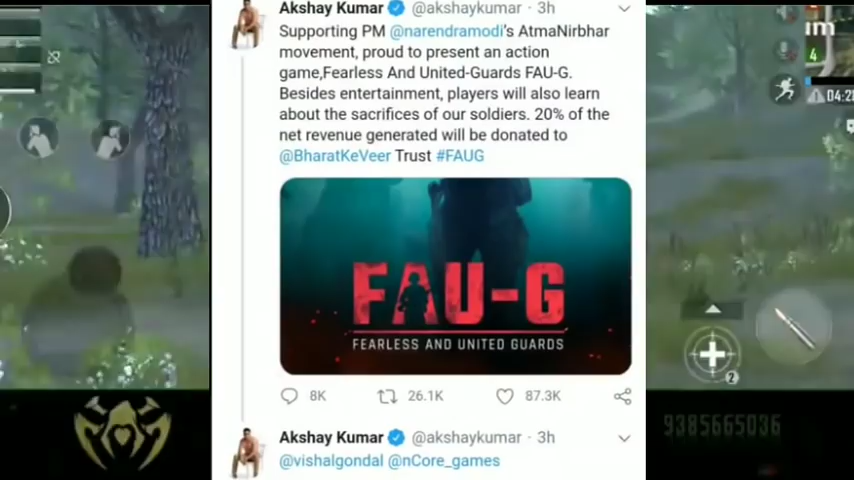 Akshay Kumar @akshaykumar · 3h
Supporting PM @narendramodi's AtmaNirbhar
movement, proud to present an action
game,Fearless And United-Guards FAU-G.
Besides entertainment, players will also learn
about the sacrifices of our soldiers. 20% of the
net revenue generated will be donated to
@BharatKeVeer Trust #FAUG
FAU-G
FEARLESS AND UNITED GUARDS
8K 26.1K 87.3K
Akshay Kumar @akshaykumar · 3h
@vishalgondal @nCore_games
4
2
9385665036